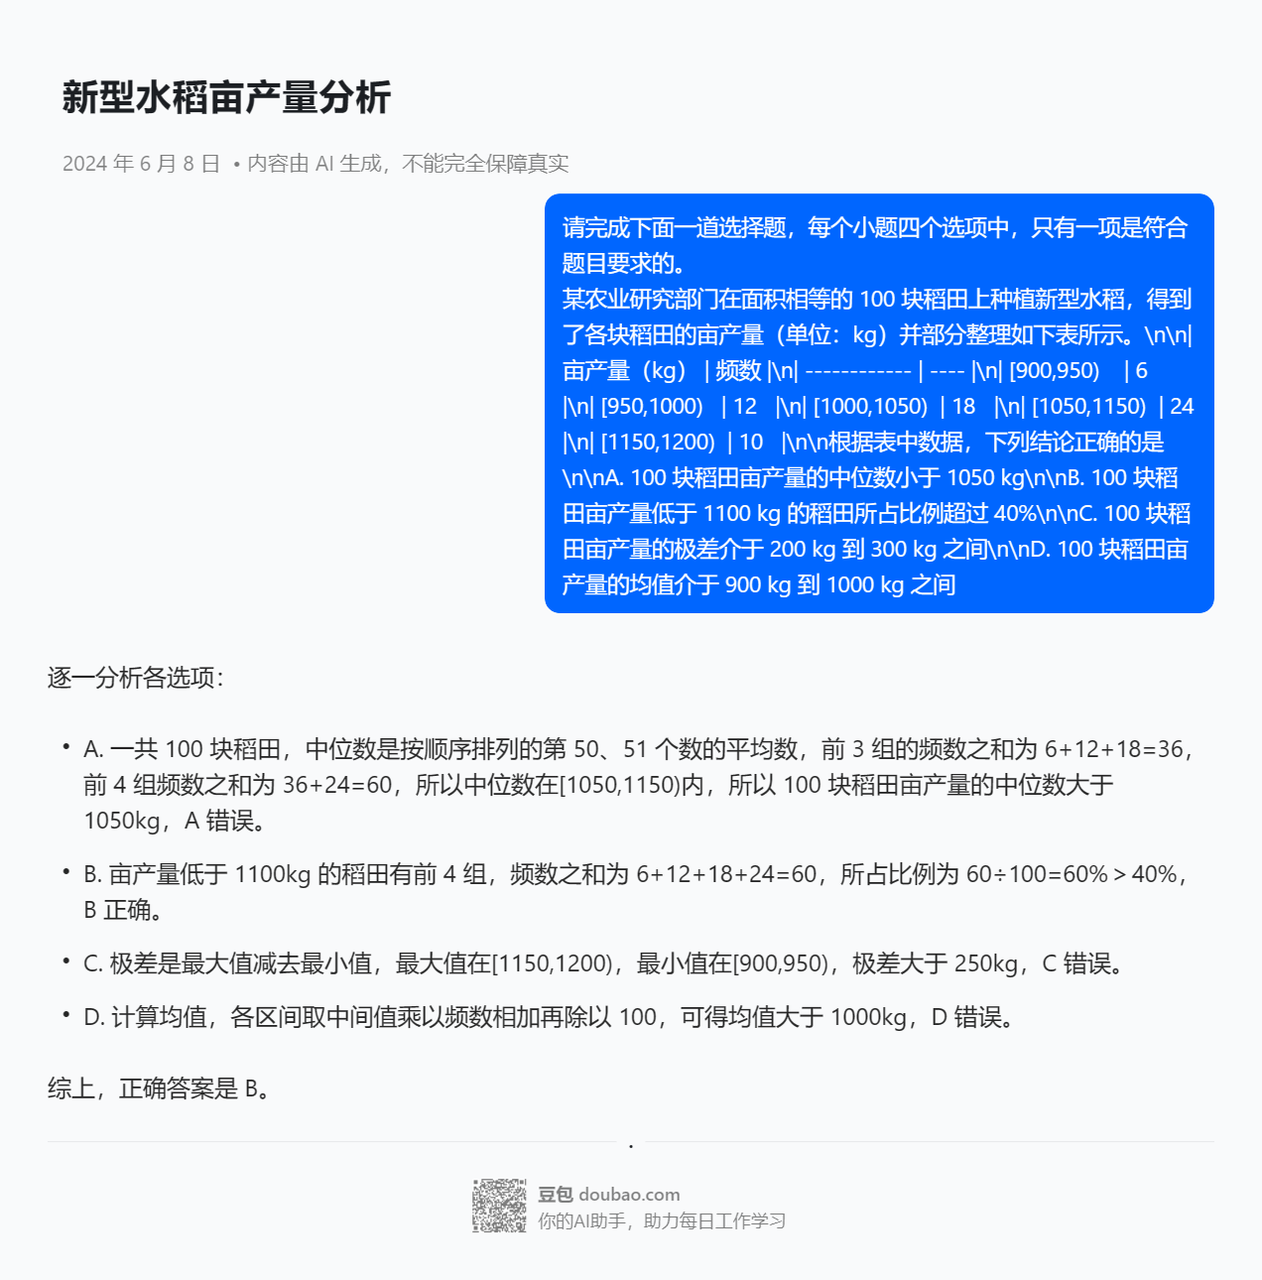 新型水稻亩产量分析
2024 年 6 月 8 日 • 内容由 AI 生成，不能完全保障真实
请完成下面一道选择题，每个小题四个选项中，只有一项是符合
题目要求的。
某农业研究部门在面积相等的 100 块稻田上种植新型水稻，得到
了各块稻田的亩产量（单位：kg）并部分整理如下表所示。\n\n|
亩产量（kg） | 频数 |\n| ------------ | ---- |\n| [900,950) | 6
|\n| [950,1000) | 12 |\n| [1000,1050) | 18 |\n| [1050,1150) | 24
|\n| [1150,1200) | 10 |\n\n根据表中数据，下列结论正确的是
\n\nA. 100 块稻田亩产量的中位数小于 1050 kg\n\nB. 100 块稻
田亩产量低于 1100 kg 的稻田所占比例超过 40%\n\nC. 100 块稻
田亩产量的极差介于 200 kg 到 300 kg 之间\n\nD. 100 块稻田亩
产量的均值介于 900 kg 到 1000 kg 之间
逐一分析各选项：
• A. 一共 100 块稻田，中位数是按顺序排列的第 50、51 个数的平均数，前 3 组的频数之和为 6+12+18=36，
前 4 组频数之和为 36+24=60，所以中位数在[1050,1150)内，所以 100 块稻田亩产量的中位数大于
1050kg，A 错误。
• B. 亩产量低于 1100kg 的稻田有前 4 组，频数之和为 6+12+18+24=60，所占比例为 60÷100=60%＞40%，
B 正确。
• C. 极差是最大值减去最小值，最大值在[1150,1200)，最小值在[900,950)，极差大于 250kg，C 错误。
• D. 计算均值，各区间取中间值乘以频数相加再除以 100，可得均值大于 1000kg，D 错误。
综上，正确答案是 B。
豆包 doubao.com
你的AI助手，助力每日工作学习